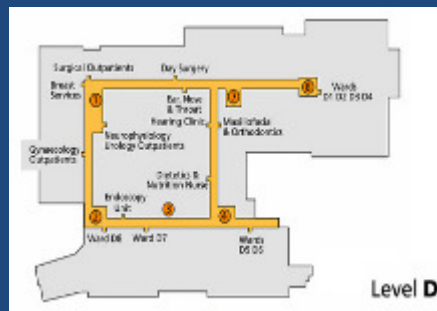 Surgical Outpatients
Day Surgery
Breast
Services
Wards
D1 D2 D3 D4
Ear, Nose
& Throat
Hearing Clinic
Maxillofacial
& Orthodontics
Neurophysiology
Urology Outpatients
Gynaecology
Outpatients
Dietetics &
Nutrition Nurse
Endoscopy
Unit
Ward D8
Ward D7
Wards
D5 D6
Level D